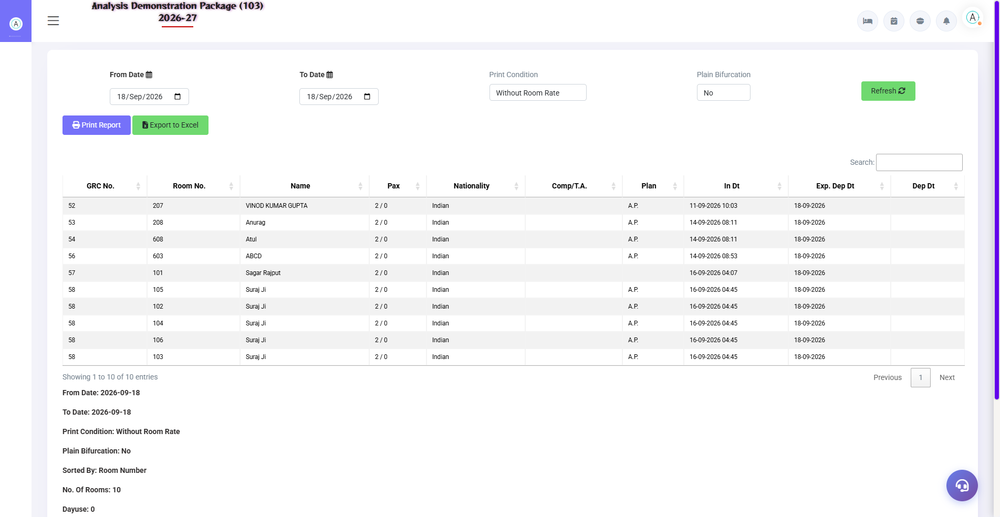 Analysis Demonstration Package (103)
2026-27
A
A
From Date
To Date
Print Condition
Plain Bifurcation
18/Sep/2026
18/Sep/2026
Without Room Rate
No
Refresh
Print Report
Export to Excel
Search:
GRC No. Room No. Name Pax Nationality Comp/T.A. Plan In Dt Exp. Dep Dt Dep Dt
52 207 VINOD KUMAR GUPTA 2 / 0 Indian A.P. 11-09-2026 10:03 18-09-2026
53 208 Anurag 2 / 0 Indian A.P. 14-09-2026 08:11 18-09-2026
54 608 Atul 2 / 0 Indian A.P. 14-09-2026 08:11 18-09-2026
56 603 ABCD 2 / 0 Indian A.P. 14-09-2026 08:53 18-09-2026
57 101 Sagar Rajput 2 / 0 Indian 16-09-2026 04:07 18-09-2026
58 105 Suraj Ji 2 / 0 Indian A.P. 16-09-2026 04:45 18-09-2026
58 102 Suraj Ji 2 / 0 Indian A.P. 16-09-2026 04:45 18-09-2026
58 104 Suraj Ji 2 / 0 Indian A.P. 16-09-2026 04:45 18-09-2026
58 106 Suraj Ji 2 / 0 Indian A.P. 16-09-2026 04:45 18-09-2026
58 103 Suraj Ji 2 / 0 Indian A.P. 16-09-2026 04:45 18-09-2026
Showing 1 to 10 of 10 entries
Previous 1 Next
From Date: 2026-09-18
To Date: 2026-09-18
Print Condition: Without Room Rate
Plain Bifurcation: No
Sorted By: Room Number
No. Of Rooms: 10
Dayuse: 0